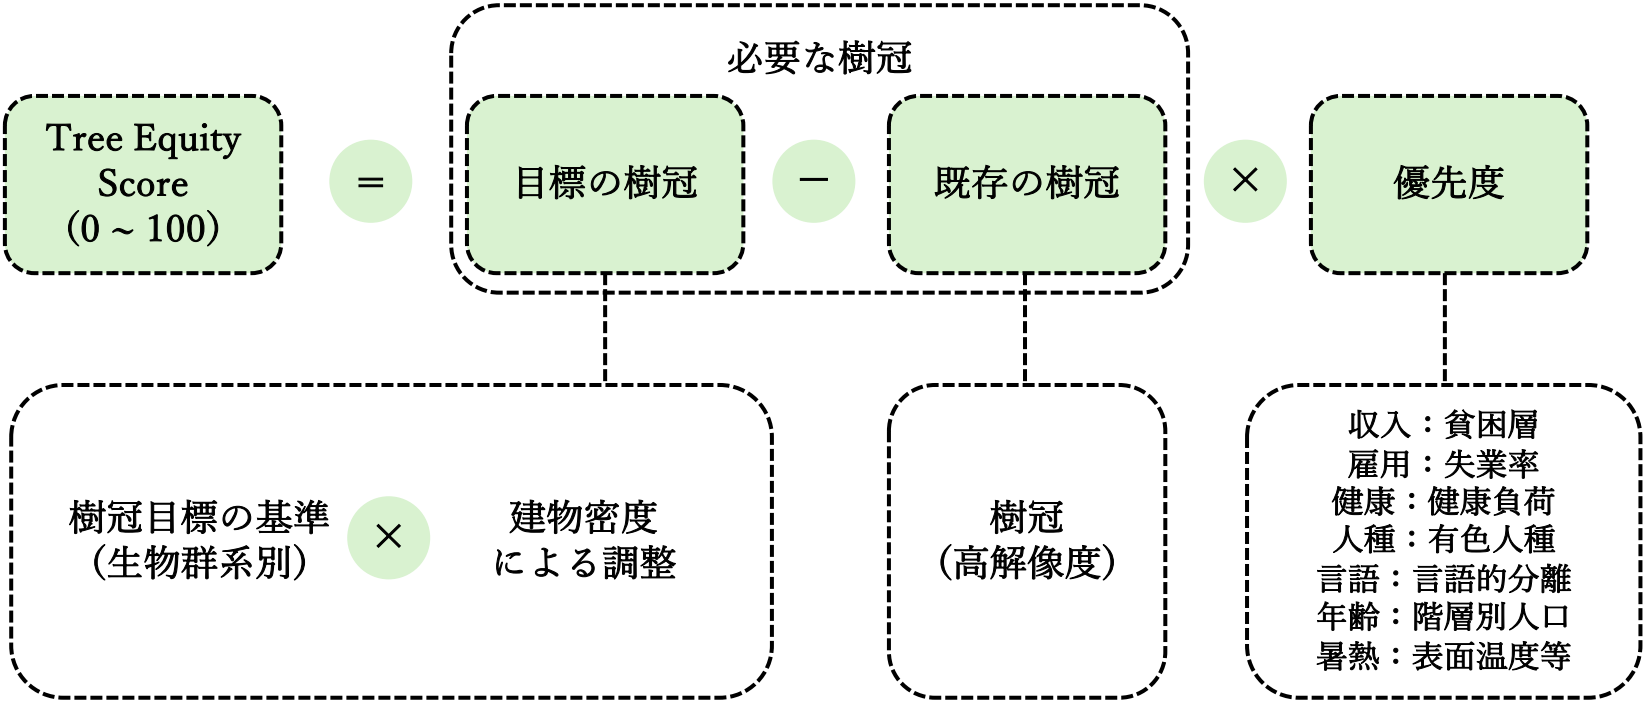 必要な樹冠
Tree Equity
Score
（0 ~ 100）
=
目標の樹冠
−
既存の樹冠
×
優先度
樹冠目標の基準
（生物群系別）
×
建物密度
による調整
樹冠
（高解像度）
収入：貧困層
雇用：失業率
健康：健康負荷
人種：有色人種
言語：言語的分離
年齢：階層別人口
暑熱：表面温度等